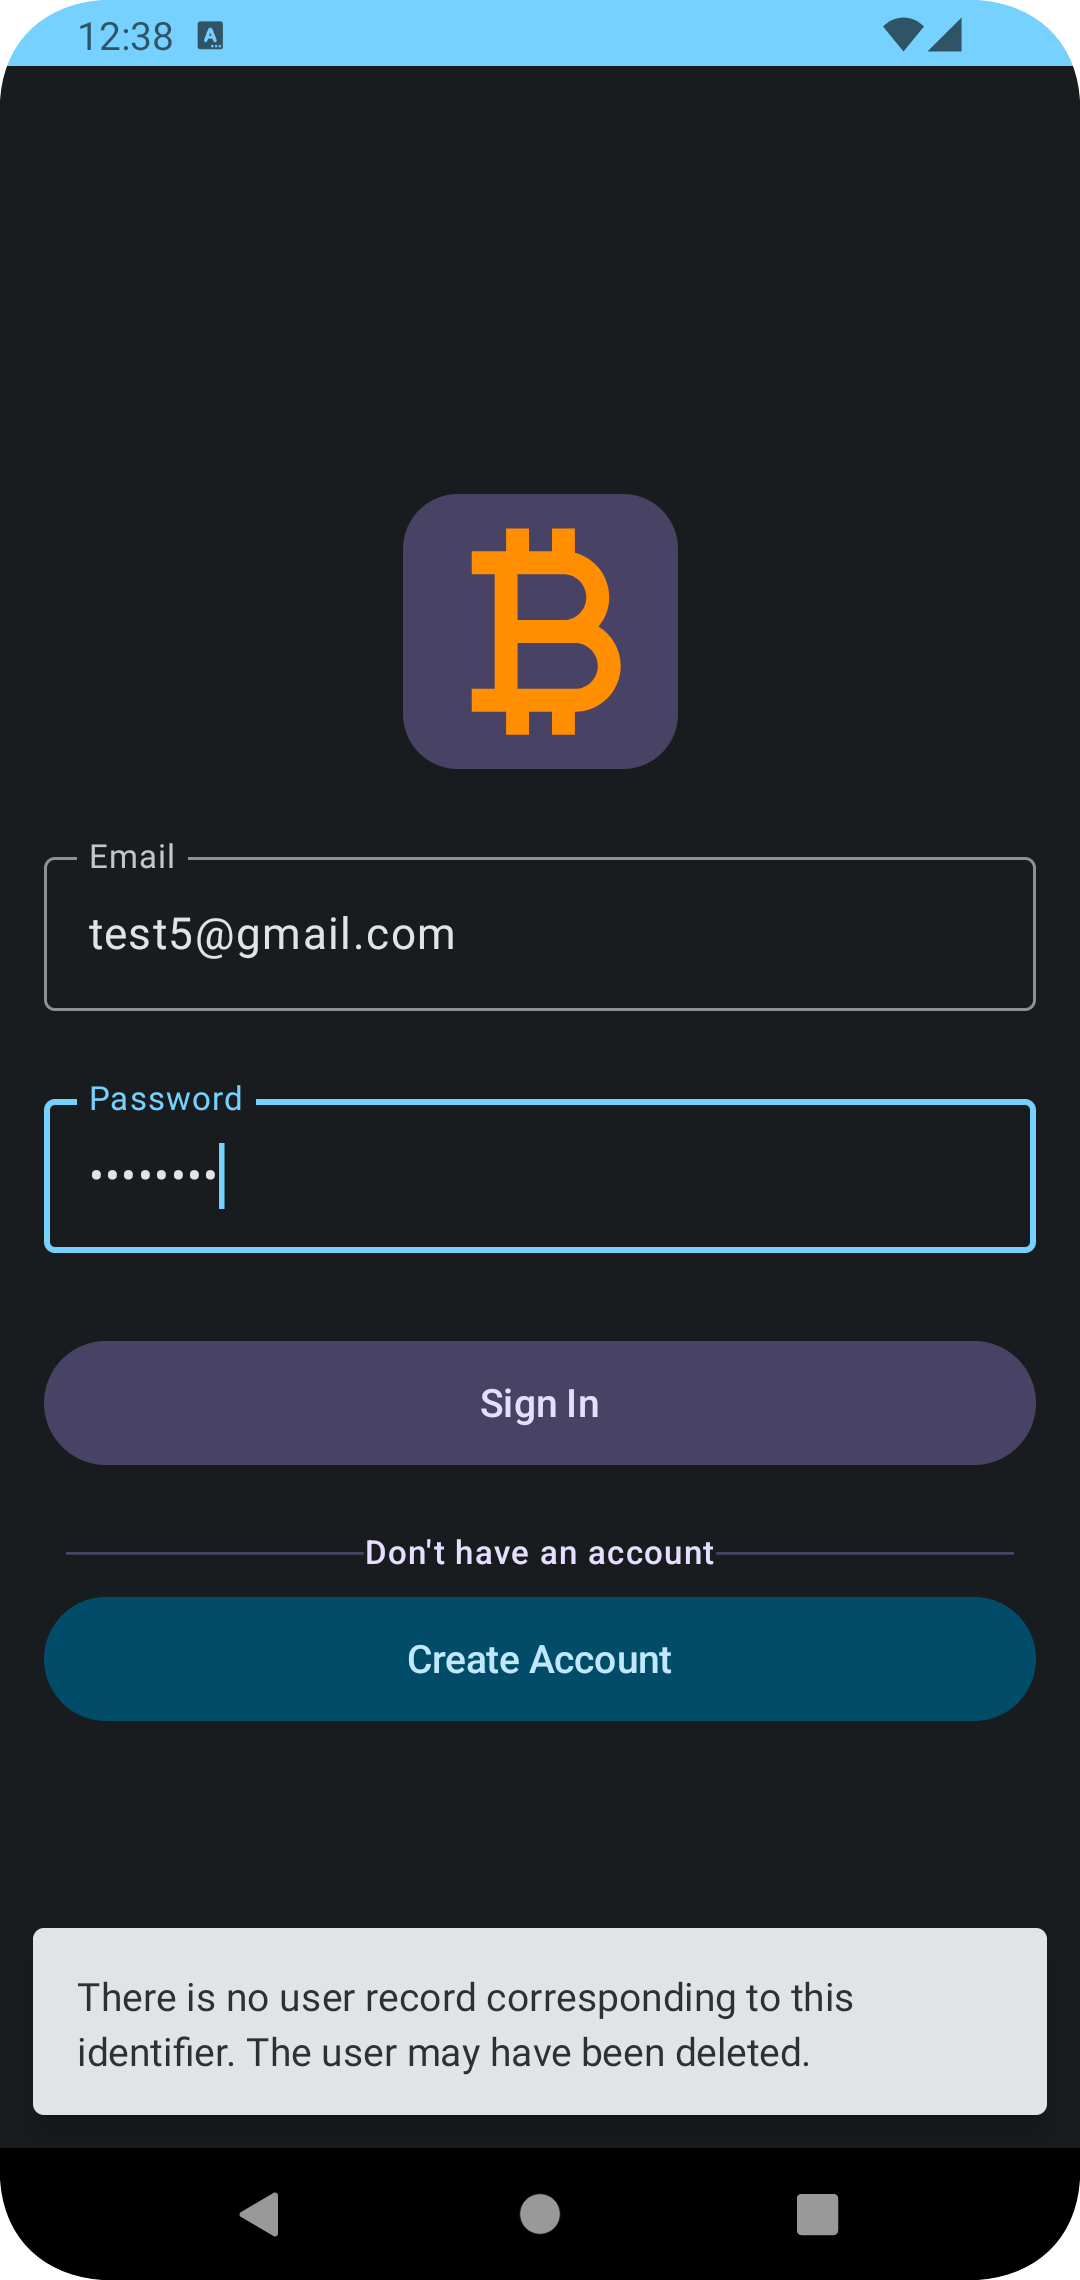 12:38
Email
test5@gmail.com
Password
••••••••
Sign In
Don't have an account
Create Account
There is no user record corresponding to this
identifier. The user may have been deleted.